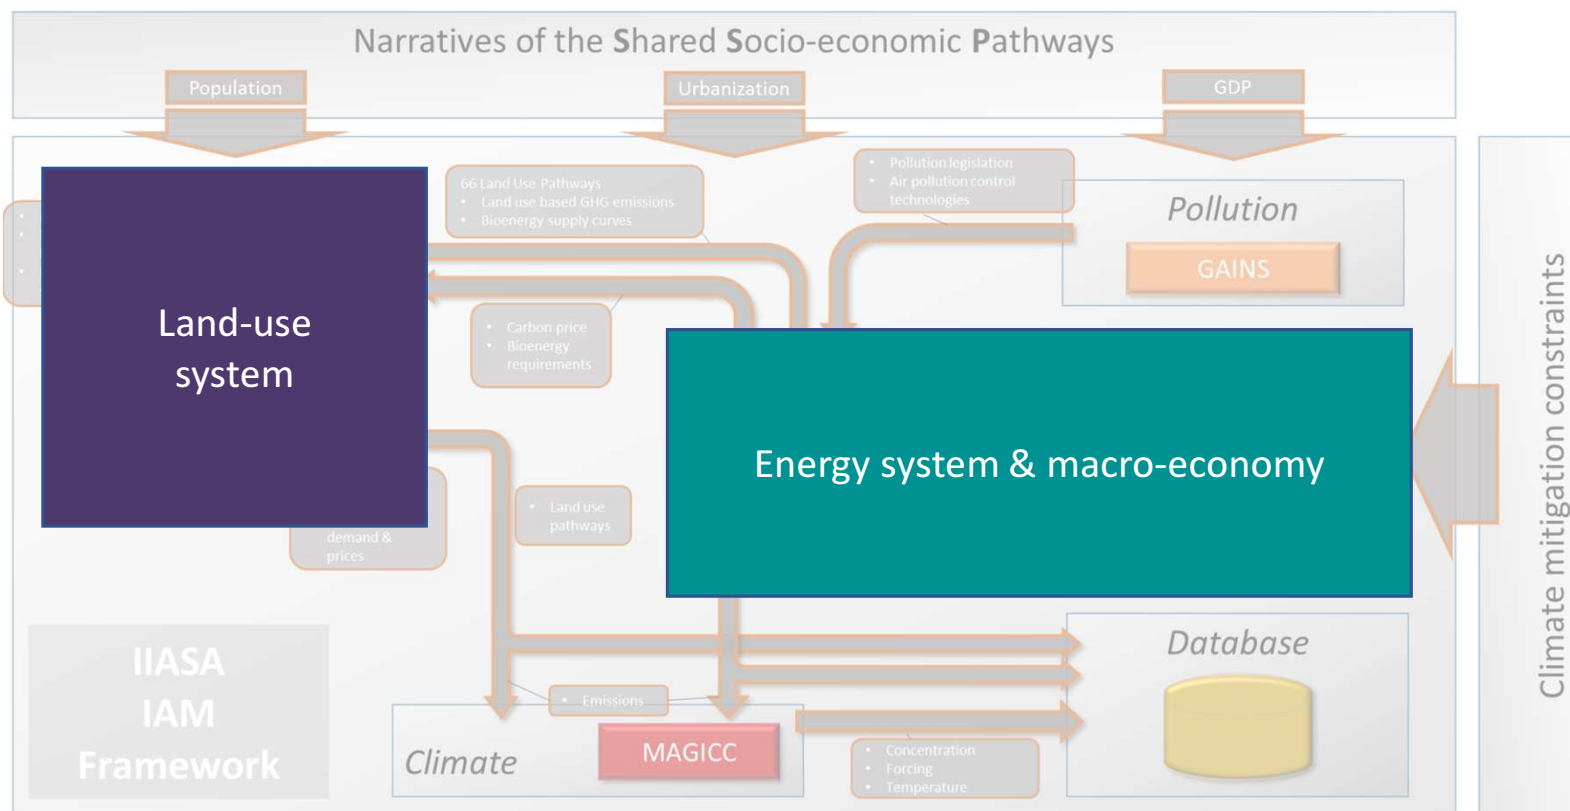 Narratives of the Shared Socio-economic Pathways
Population
Urbanization
GDP
66 Land Use Pathways
• Land use based GHG emissions
• Bioenergy supply curves
• Pollution legislation
• Air pollution control
technologies
Pollution
GAINS
Land-use
system
• Carbon price
• Bioenergy
requirements
Energy system & macro-economy
Climate mitigation constraints
demand &
prices
• Land use
pathways
IIASA
IAM
Framework
• Emissions
Climate
MAGICC
• Concentration
• Forcing
• Temperature
Database